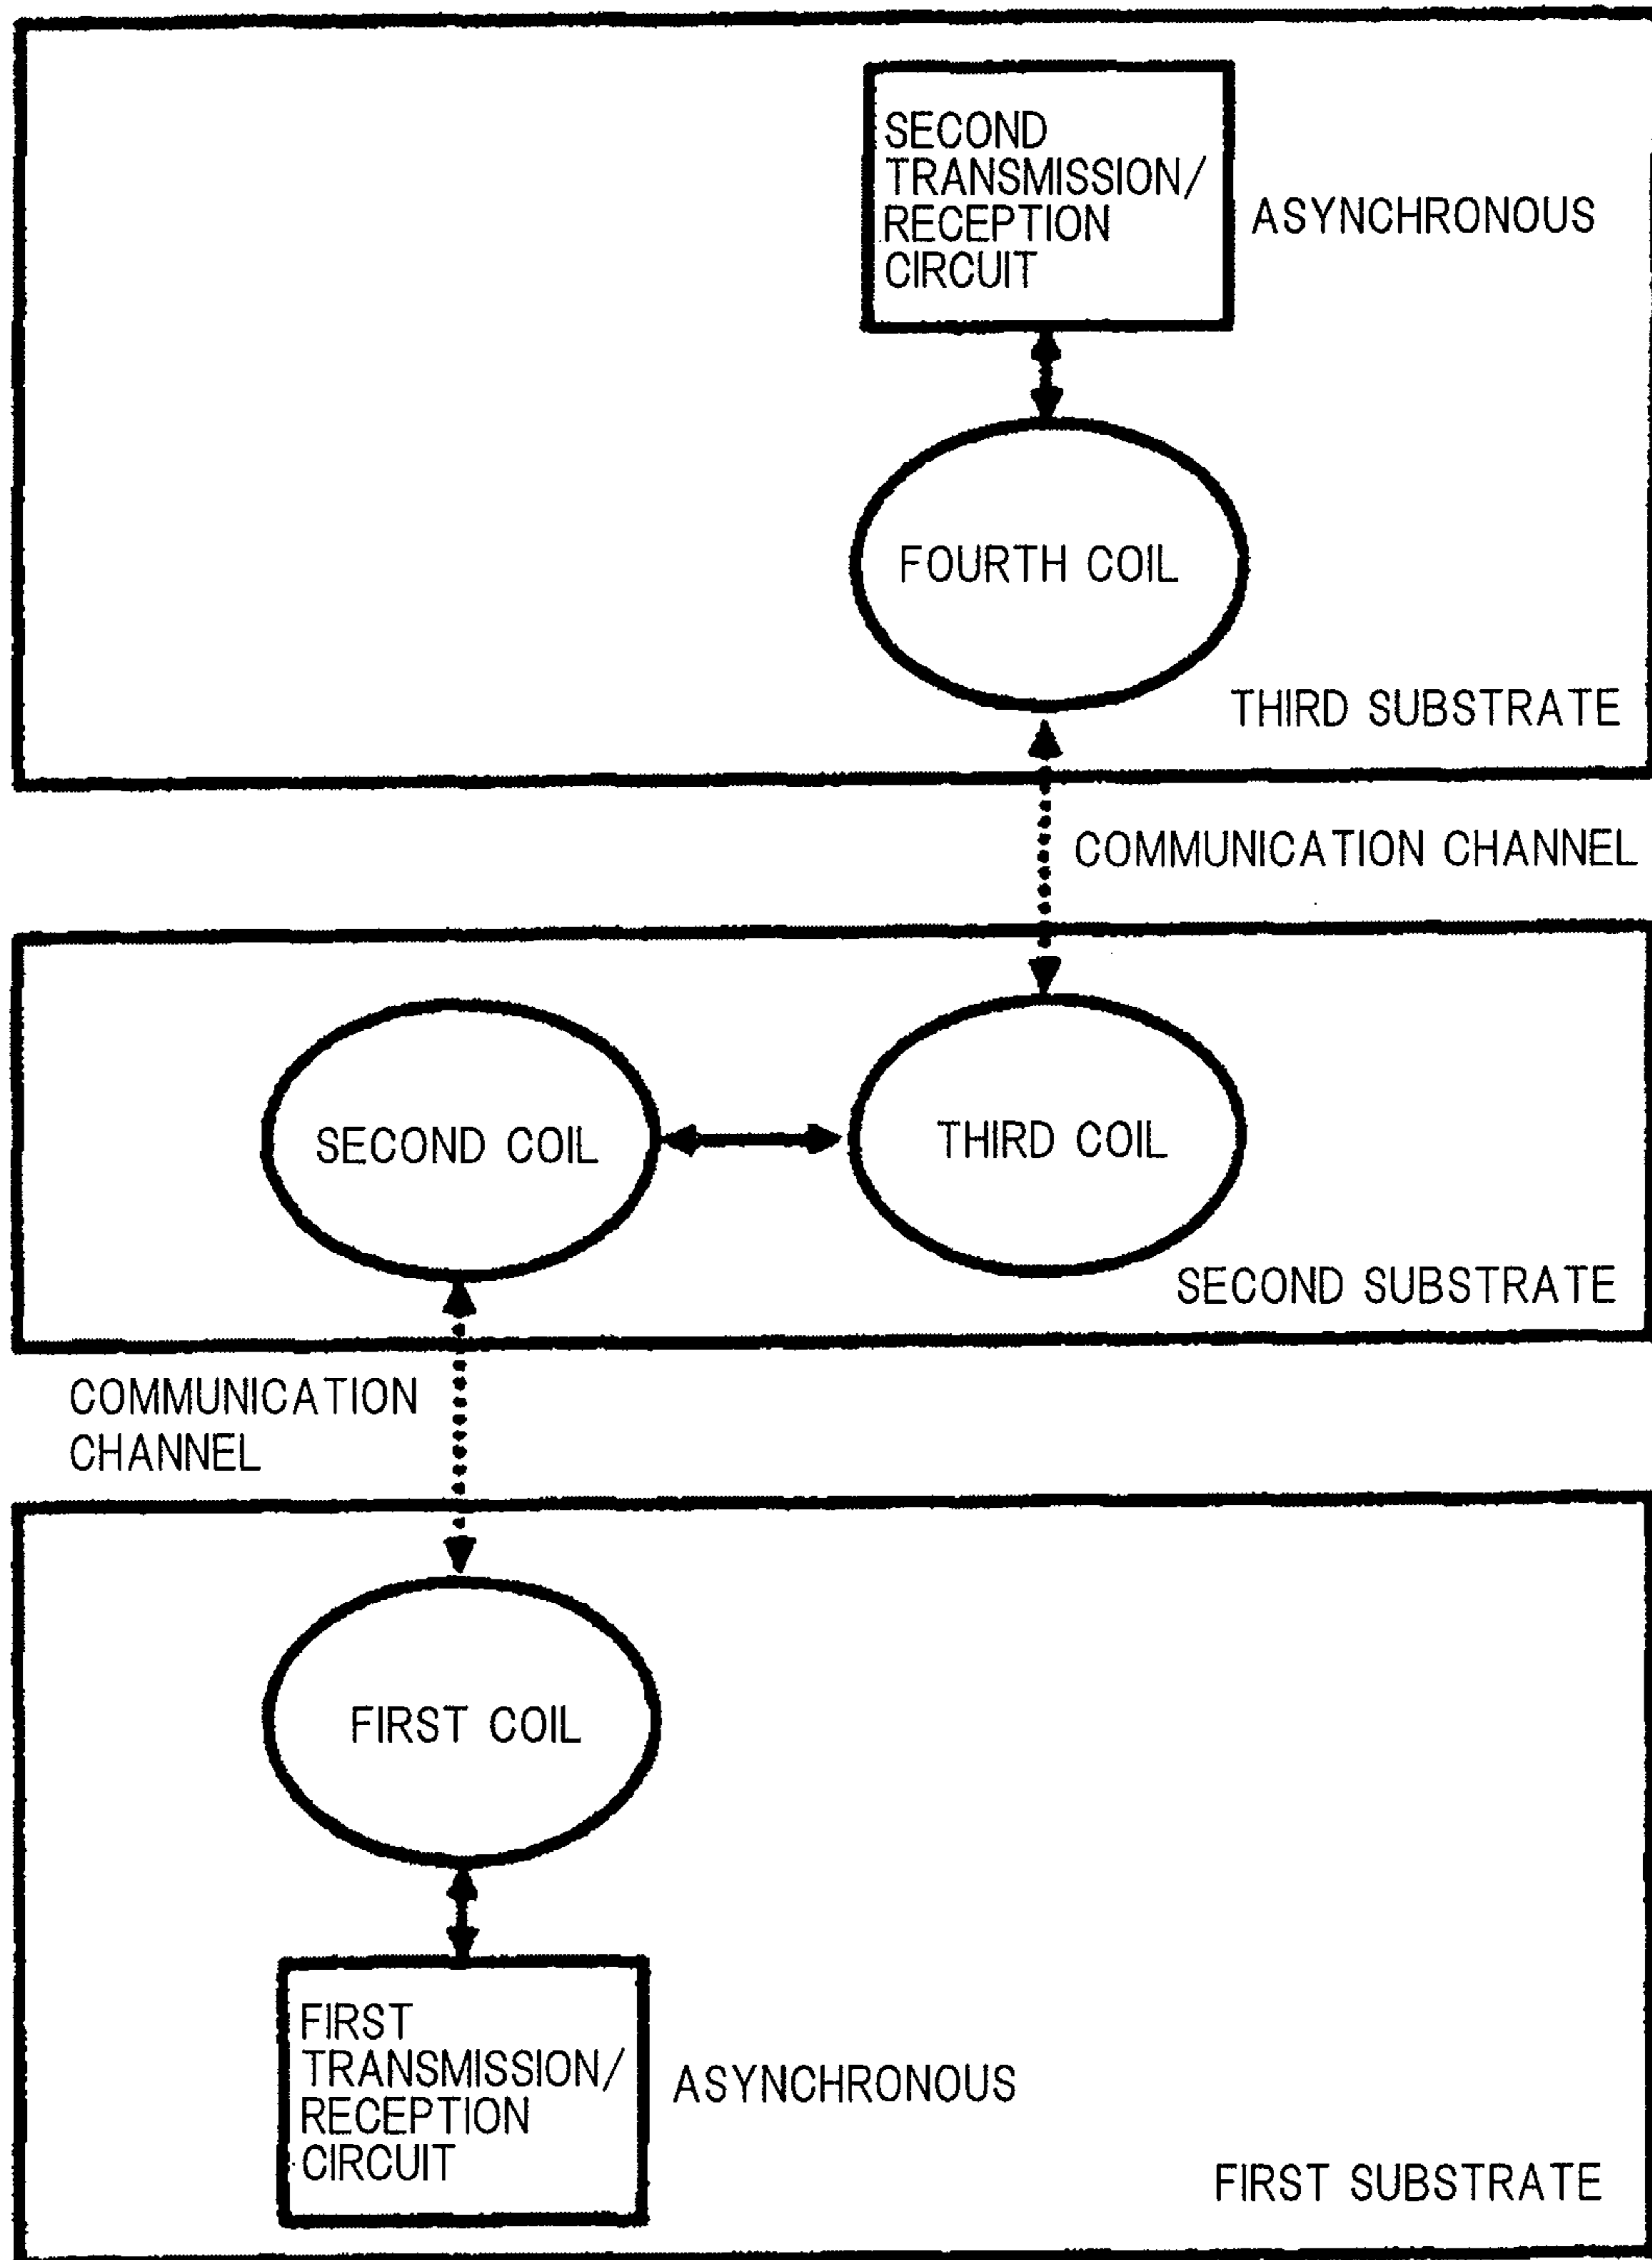 SECOND
TRANSMISSION/
RECEPTION
CIRCUIT
ASYNCHRONOUS
FOURTH COIL
THIRD SUBSTRATE
COMMUNICATION CHANNEL
SECOND COIL
THIRD COIL
SECOND SUBSTRATE
COMMUNICATION
CHANNEL
FIRST COIL
FIRST
TRANSMISSION/
RECEPTION
CIRCUIT
ASYNCHRONOUS
FIRST SUBSTRATE